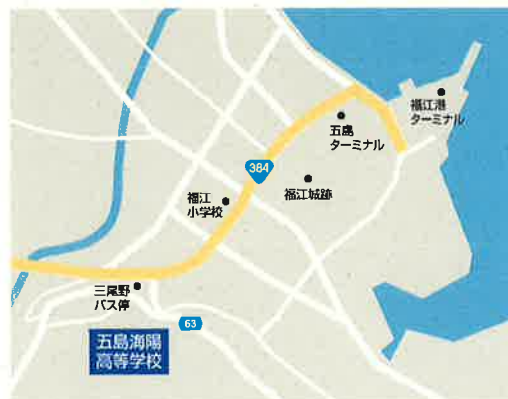 福江港
ターミナル
五島
ターミナル
384
福江城跡
福江
小学校
三尾野
バス停
63
五島海陽
高等学校